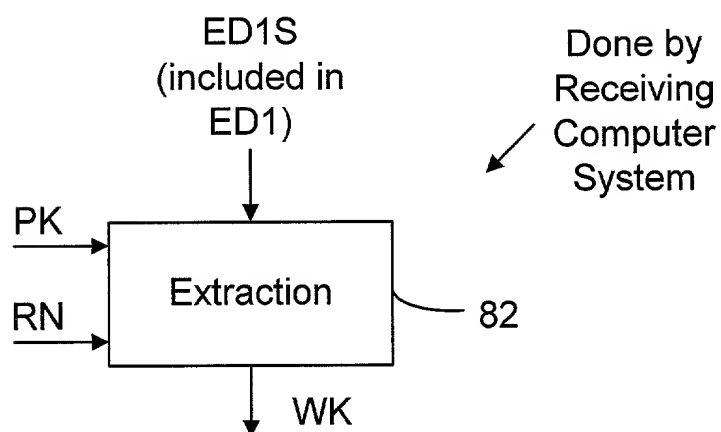 ED1S
(included in
ED1)
Done by
Receiving
Computer
System
PK
Extraction
RN
82
WK